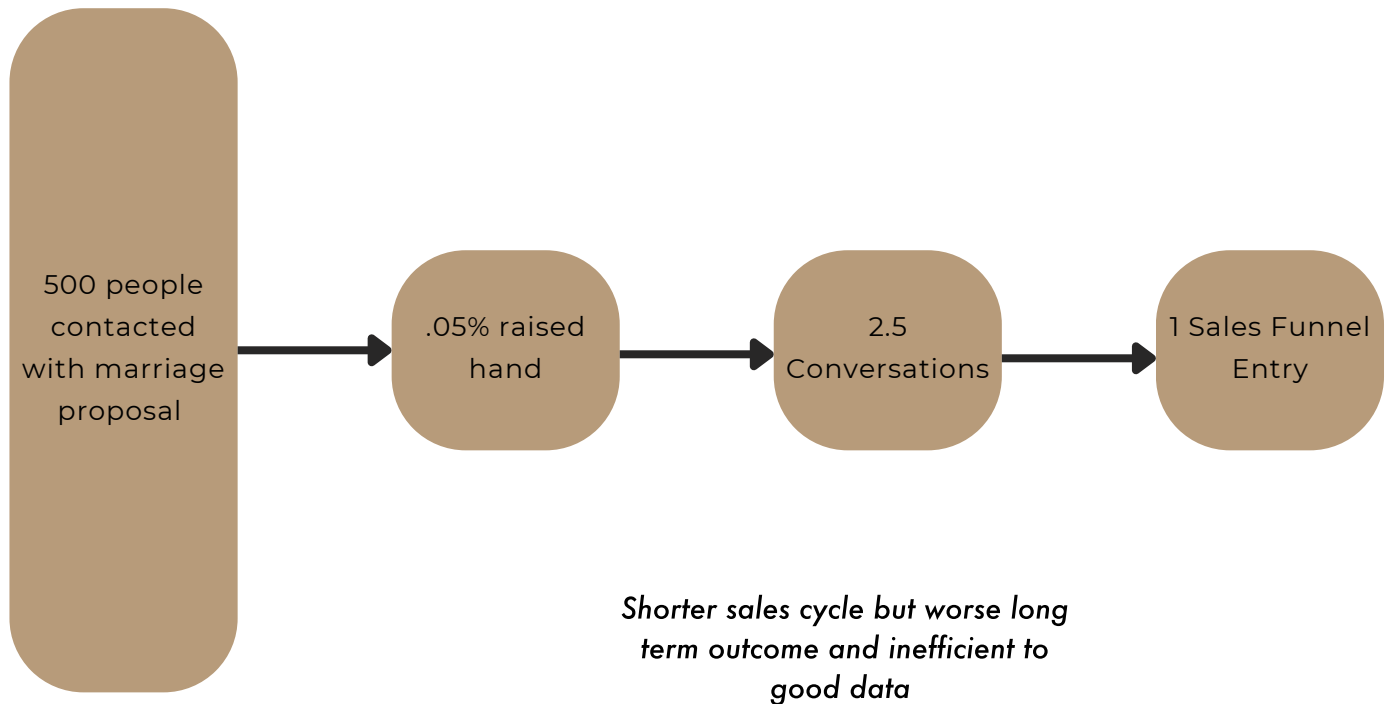 500 people
contacted
with marriage
proposal
.05% raised
hand
2.5
Conversations
1 Sales Funnel
Entry
Shorter sales cycle but worse long
term outcome and inefficient to
good data